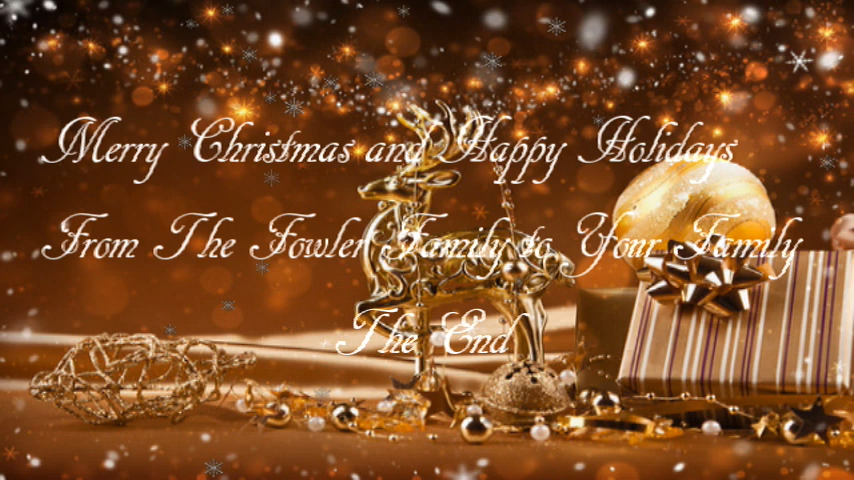 Merry Christmas and Happy Holidays
From The Fowler Family to Your Family
The End